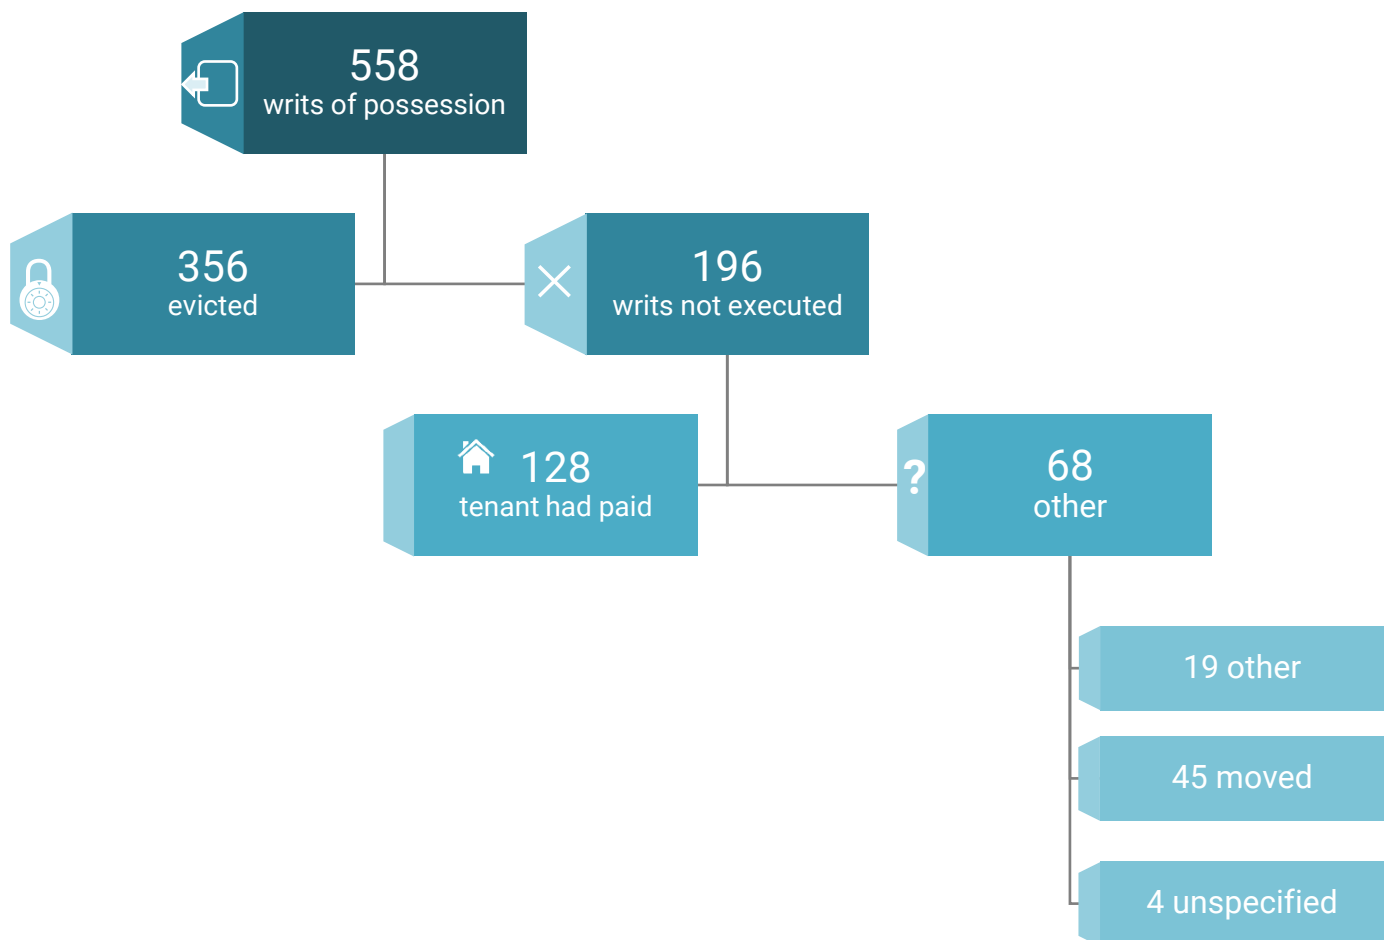 558
writs of possession
356
evicted
196
writs not executed
128
tenant had paid
68
other
?
19 other
45 moved
4 unspecified